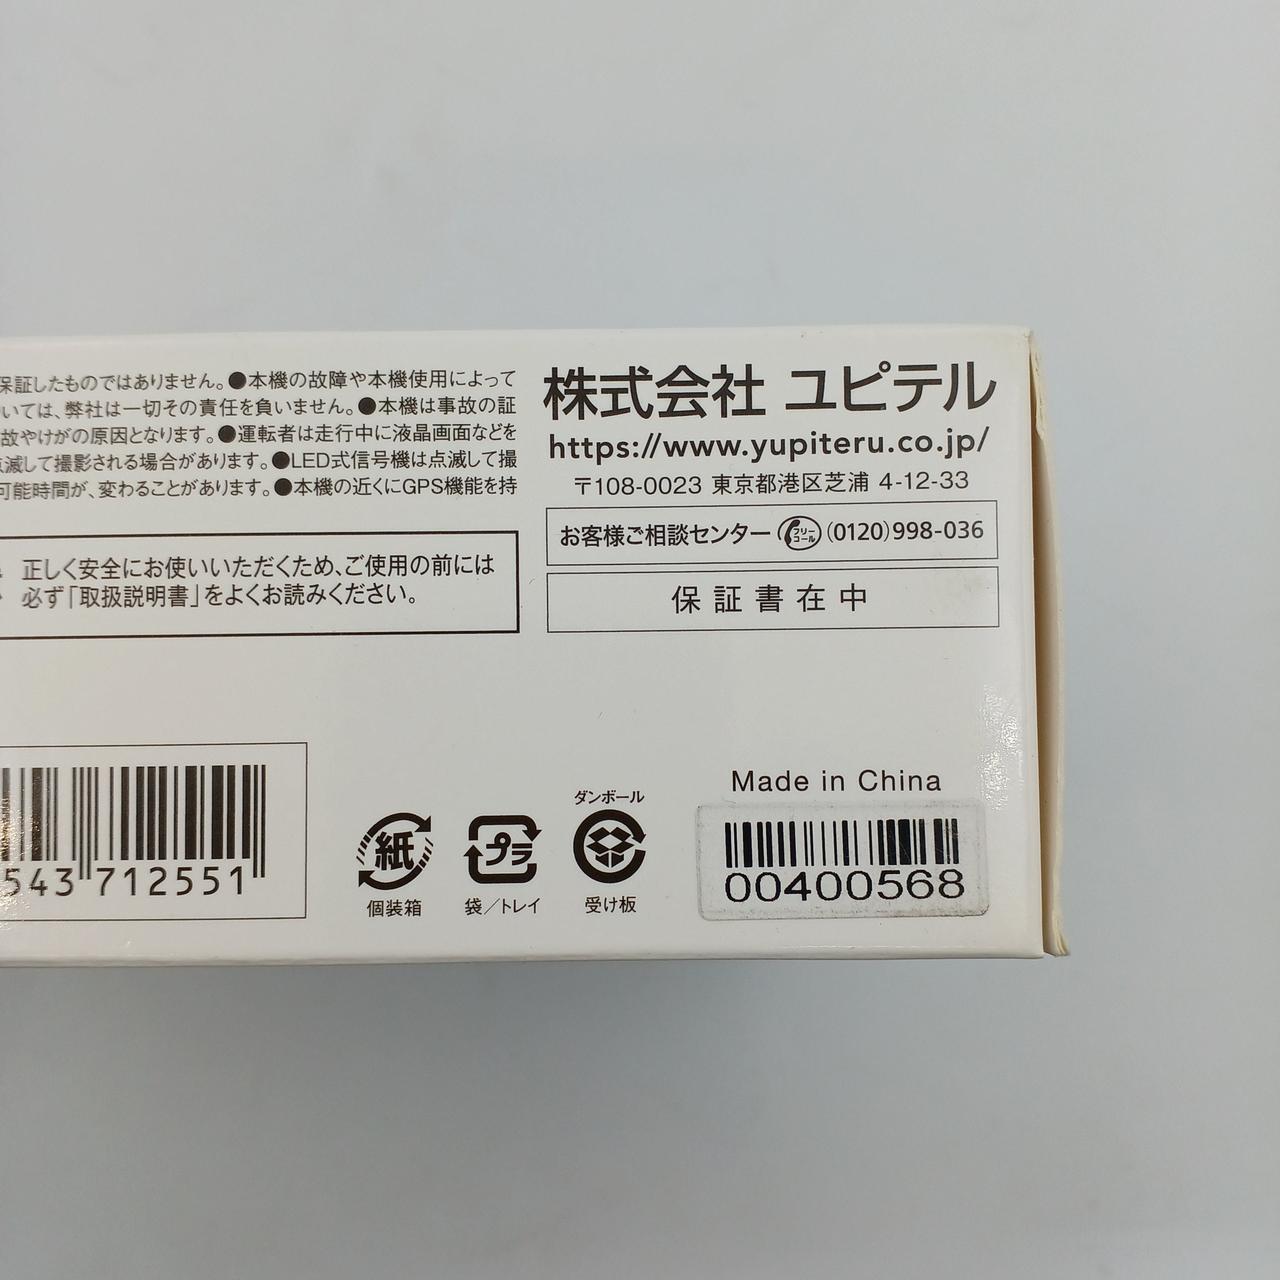 保証したものではありません。●本機の故障や本機使用によって
いては、弊社は一切その責任を負いません。●本機は事故の証
故やけがの原因となります。●運転者は走行中に液晶画面などを
点滅して撮影される場合があります。●LED式信号機は点滅して撮
可能時間が、変わることがあります。●本機の近くにGPS機能を持
正しく安全にお使いいただくため、ご使用の前には
必ず「取扱説明書」をよくお読みください。
株式会社 ユピテル
https://www.yupiteru.co.jp/
〒108-0023 東京都港区芝浦 4-12-33
お客様ご相談センター フリーコール (0120)998-036
保証書在中
543 712551
紙
個装箱
プラ
袋/トレイ
ダンボール
受け板
Made in China
00400568